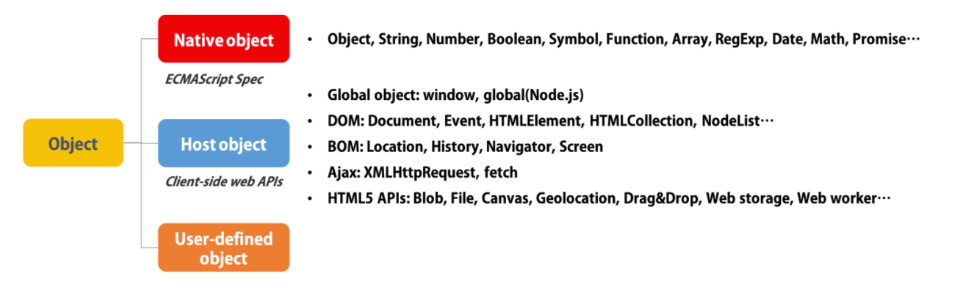 Native object
• Object, String, Number, Boolean, Symbol, Function, Array, RegExp, Date, Math, Promise⋯
ECMAScript Spec
• Global object: window, global(Node.js)
• DOM: Document, Event, HTMLElement, HTMLCollection, NodeList⋯
Object
Host object
• BOM: Location, History, Navigator, Screen
• Ajax: XMLHttpRequest, fetch
Client-side web APIs
• HTML5 APIs: Blob, File, Canvas, Geolocation, Drag&Drop, Web storage, Web worker⋯
User-defined
object